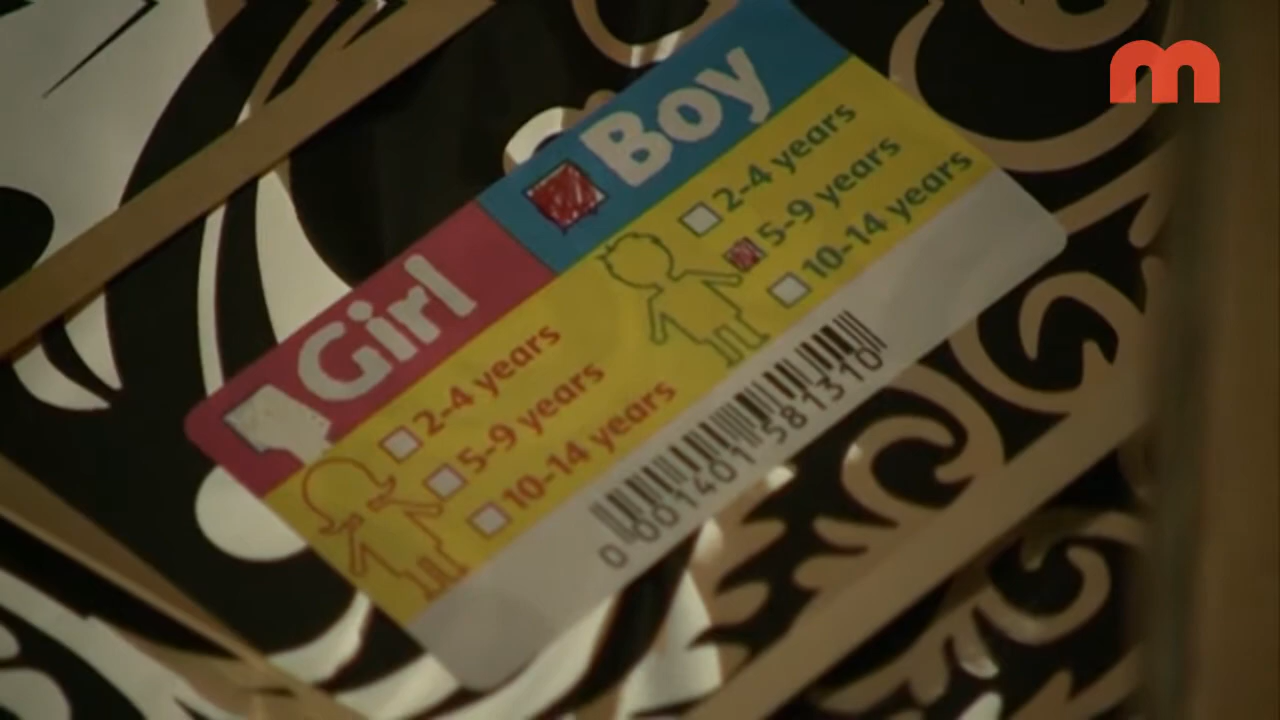 m
Girl
2-4 years
5-9 years
10-14 years
Boy
2-4 years
5-9 years
10-14 years
0 001401 581310